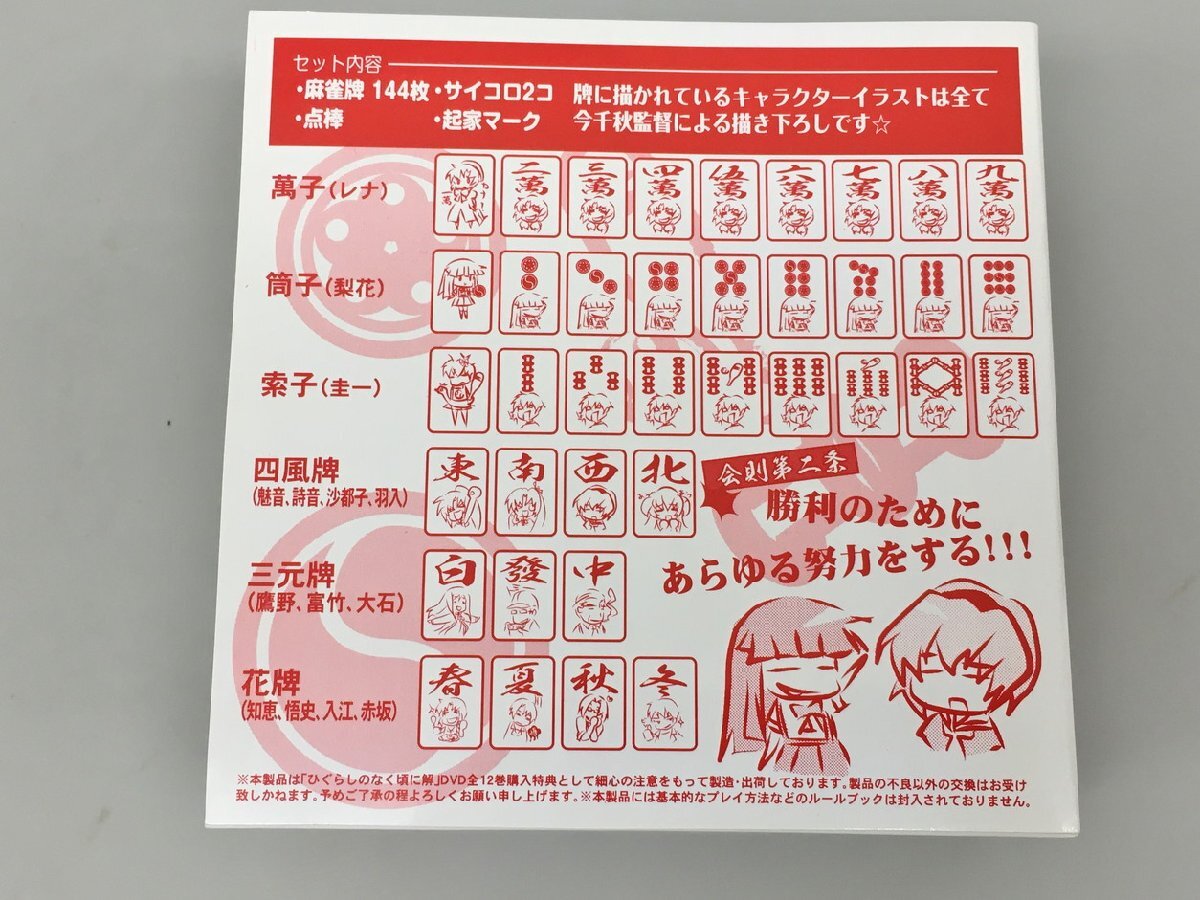 セット内容
・麻雀牌 144枚・サイコロ2コ
・点棒 ・起家マーク
牌に描かれているキャラクターイラストは全て
今千秋監督による描き下ろしです☆
萬子(レナ)
萬
二萬 三萬 四萬 伍萬 六萬 七萬 八萬 九萬
筒子(梨花)
索子(圭一)
四風牌
(魅音、詩音、沙都子、羽入)
東 南 西 北
会則第二条
勝利のために
あらゆる努力をする!!!
三元牌
(鷹野、富竹、大石)
白 發 中
花牌
(知恵、悟史、入江、赤坂)
春 夏 秋 冬
※本製品は「ひぐらしのなく頃に解」DVD全12巻購入特典として細心の注意をもって製造・出荷しております。製品の不良以外の交換はお受け
致しかねます。予めご了承の程よろしくお願い申し上げます。※本製品には基本的なプレイ方法などのルールブックは封入されておりません。